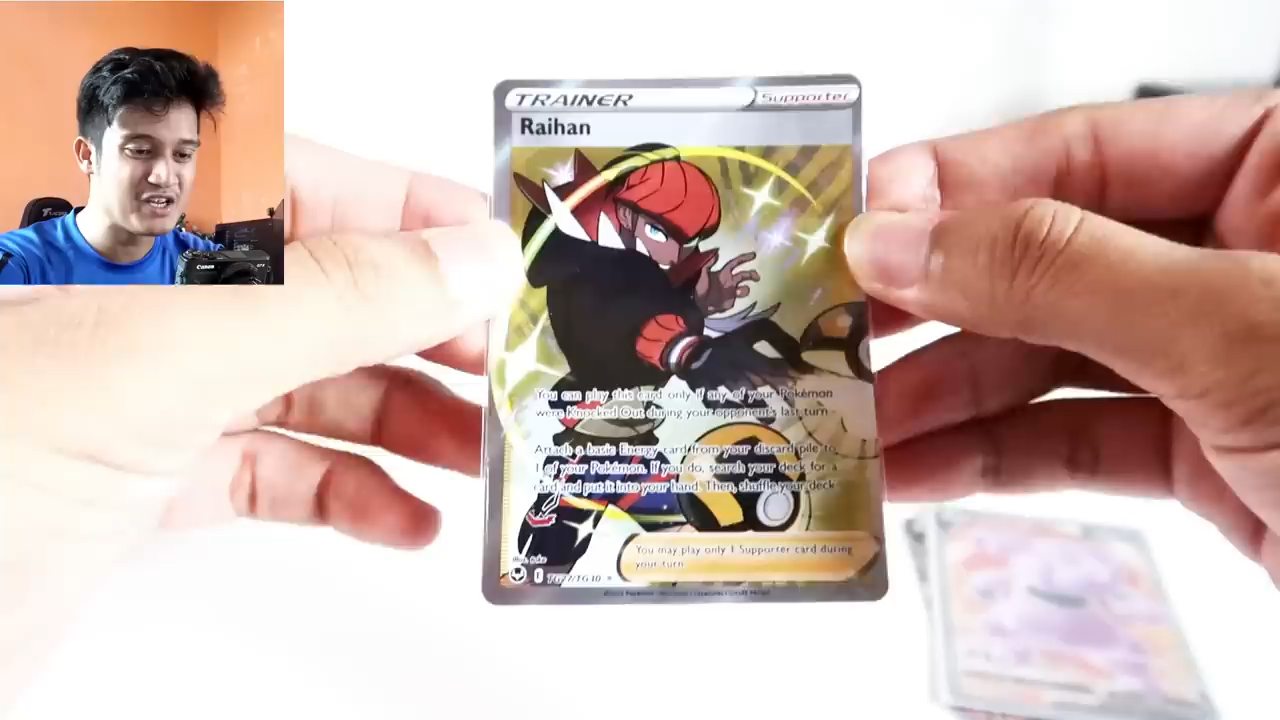 TRAINER
Supporter
Raihan
You can play this card only if any of your Pokémon
were Knocked Out during your opponent's last turn.
Attach a basic Energy card from your discard pile to
1 of your Pokémon. If you do, search your deck for a
card and put it into your hand. Then, shuffle your deck
You may play only 1 Supporter card during
your turn.
TG27/TG30
Canon